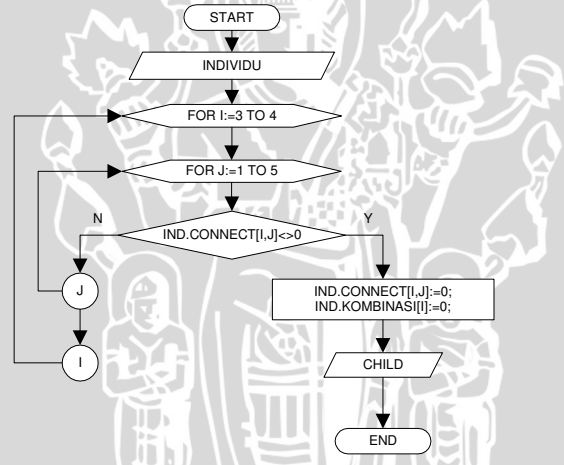 START
INDIVIDU
FOR I:=3 TO 4
FOR J:=1 TO 5
N
Y
IND.CONNECT[I,J]<>0
J
IND.CONNECT[I,J]:=0;
IND.KOMBINASI[I]:=0;
I
CHILD
END